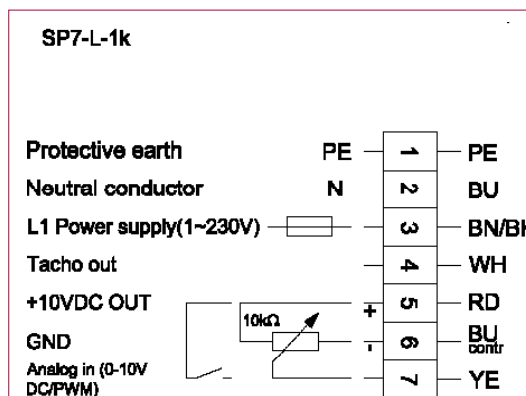 SP7-L-1k
Protective earth PE 1 PE
Neutral conductor N 2 BU
L1 Power supply(1~230V) 3 BN/BK
Tacho out 4 WH
+10VDC OUT + 5 RD
10kΩ
GND - 6 BU
contr
Analog in (0-10V
DC/PWM) 7 YE